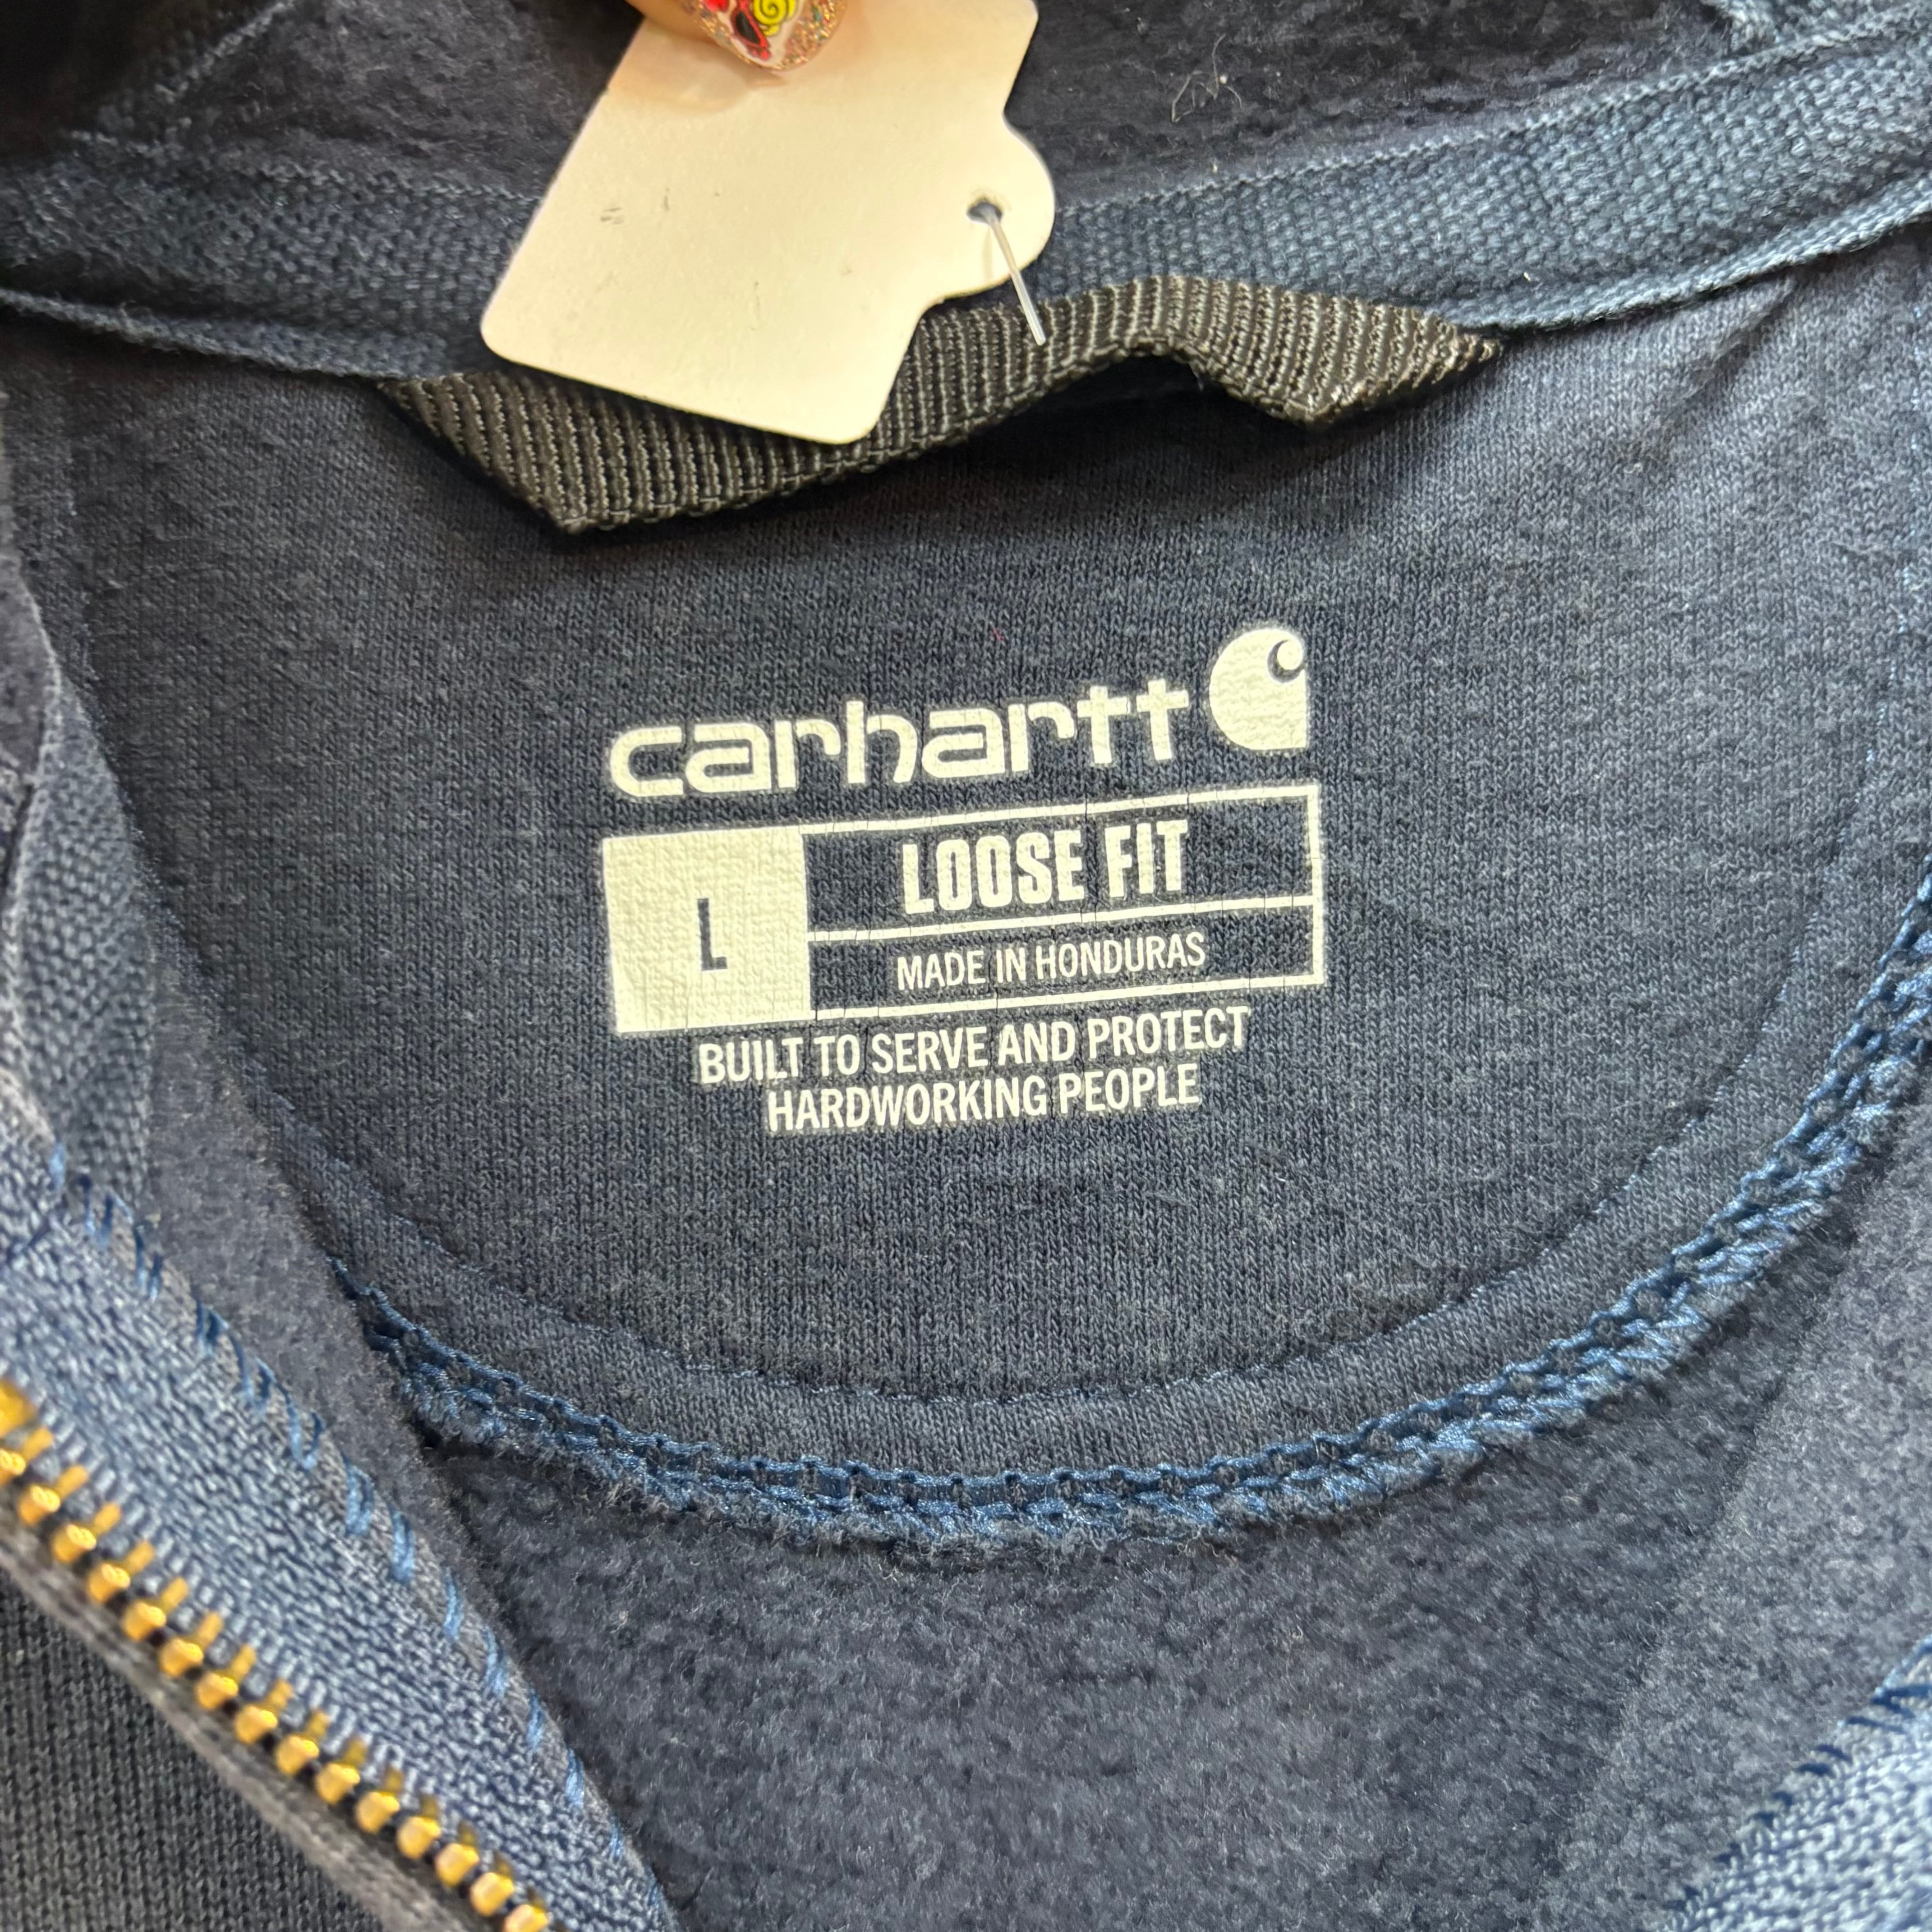 carhartt
L
LOOSE FIT
MADE IN HONDURAS
BUILT TO SERVE AND PROTECT
HARDWORKING PEOPLE